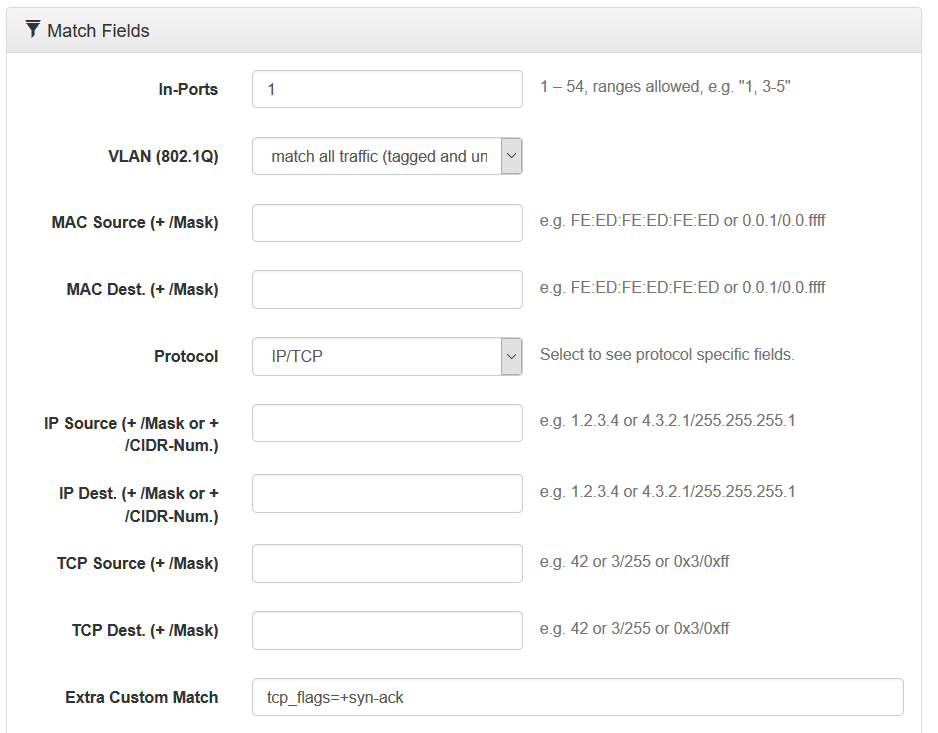 Match Fields
In-Ports 1 1 – 54, ranges allowed, e.g. "1, 3-5"
VLAN (802.1Q) match all traffic (tagged and un
MAC Source (+ /Mask) e.g. FE:ED:FE:ED:FE:ED or 0.0.1/0.0.ffff
MAC Dest. (+ /Mask) e.g. FE:ED:FE:ED:FE:ED or 0.0.1/0.0.ffff
Protocol IP/TCP Select to see protocol specific fields.
IP Source (+ /Mask or + e.g. 1.2.3.4 or 4.3.2.1/255.255.255.1
/CIDR-Num.)
IP Dest. (+ /Mask or + e.g. 1.2.3.4 or 4.3.2.1/255.255.255.1
/CIDR-Num.)
TCP Source (+ /Mask) e.g. 42 or 3/255 or 0x3/0xff
TCP Dest. (+ /Mask) e.g. 42 or 3/255 or 0x3/0xff
Extra Custom Match tcp_flags=+syn-ack